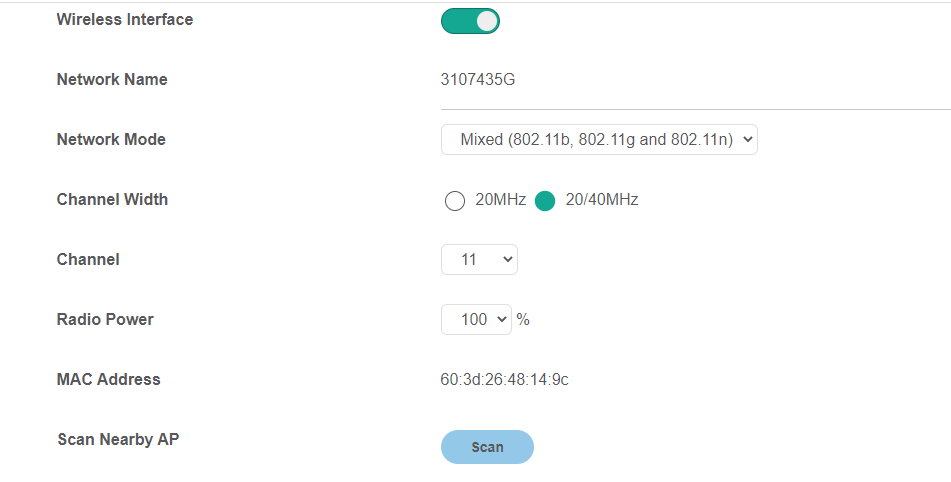 Wireless Interface
Network Name 3107435G
Network Mode Mixed (802.11b, 802.11g and 802.11n)
Channel Width 20MHz 20/40MHz
Channel 11
Radio Power 100 %
MAC Address 60:3d:26:48:14:9c
Scan Nearby AP Scan